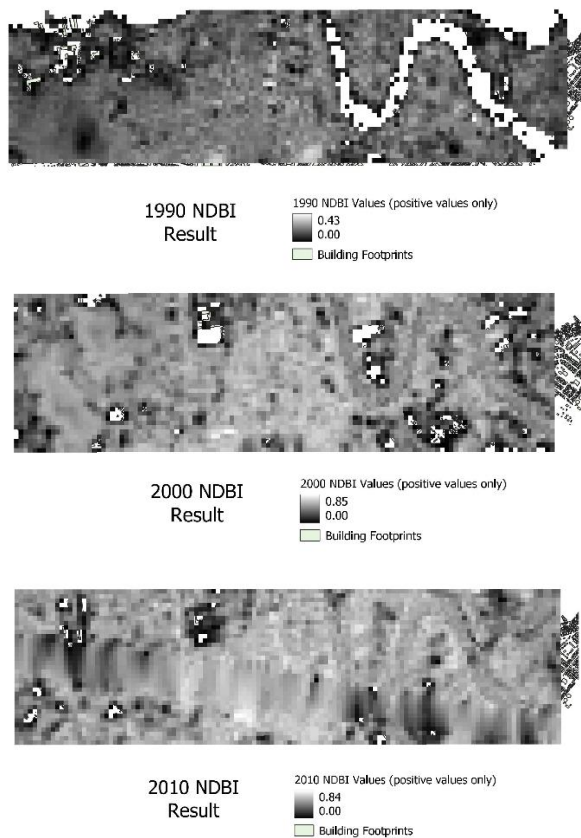 1990 NDBI
Result
1990 NDBI Values (positive values only)
0.43
0.00
Building Footprints
2000 NDBI
Result
2000 NDBI Values (positive values only)
0.85
0.00
Building Footprints
2010 NDBI
Result
2010 NDBI Values (positive values only)
0.84
0.00
Building Footprints